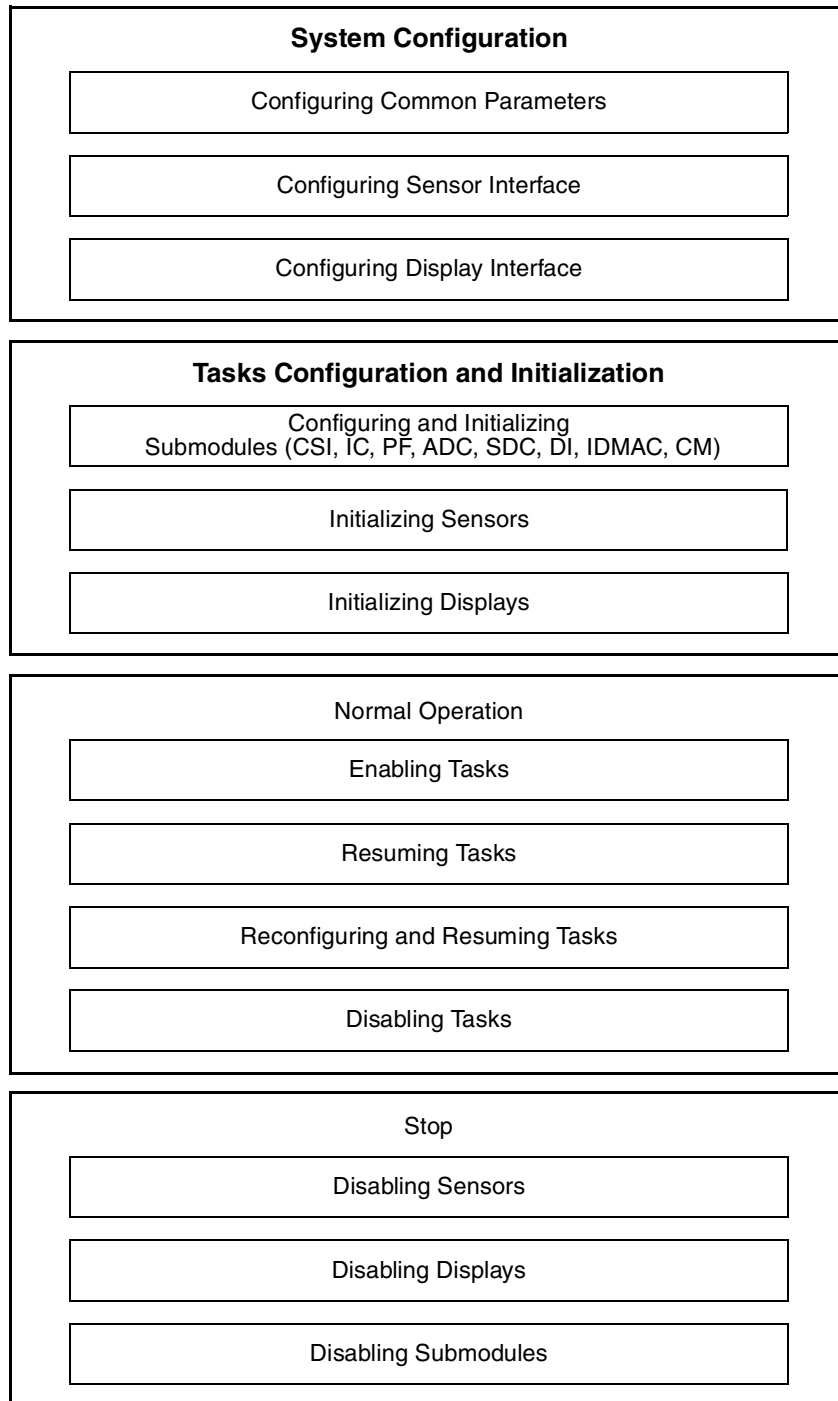 System Configuration
Configuring Common Parameters
Configuring Sensor Interface
Configuring Display Interface
Tasks Configuration and Initialization
Configuring and Initializing
Submodules (CSI, IC, PF, ADC, SDC, DI, IDMAC, CM)
Initializing Sensors
Initializing Displays
Normal Operation
Enabling Tasks
Resuming Tasks
Reconfiguring and Resuming Tasks
Disabling Tasks
Stop
Disabling Sensors
Disabling Displays
Disabling Submodules